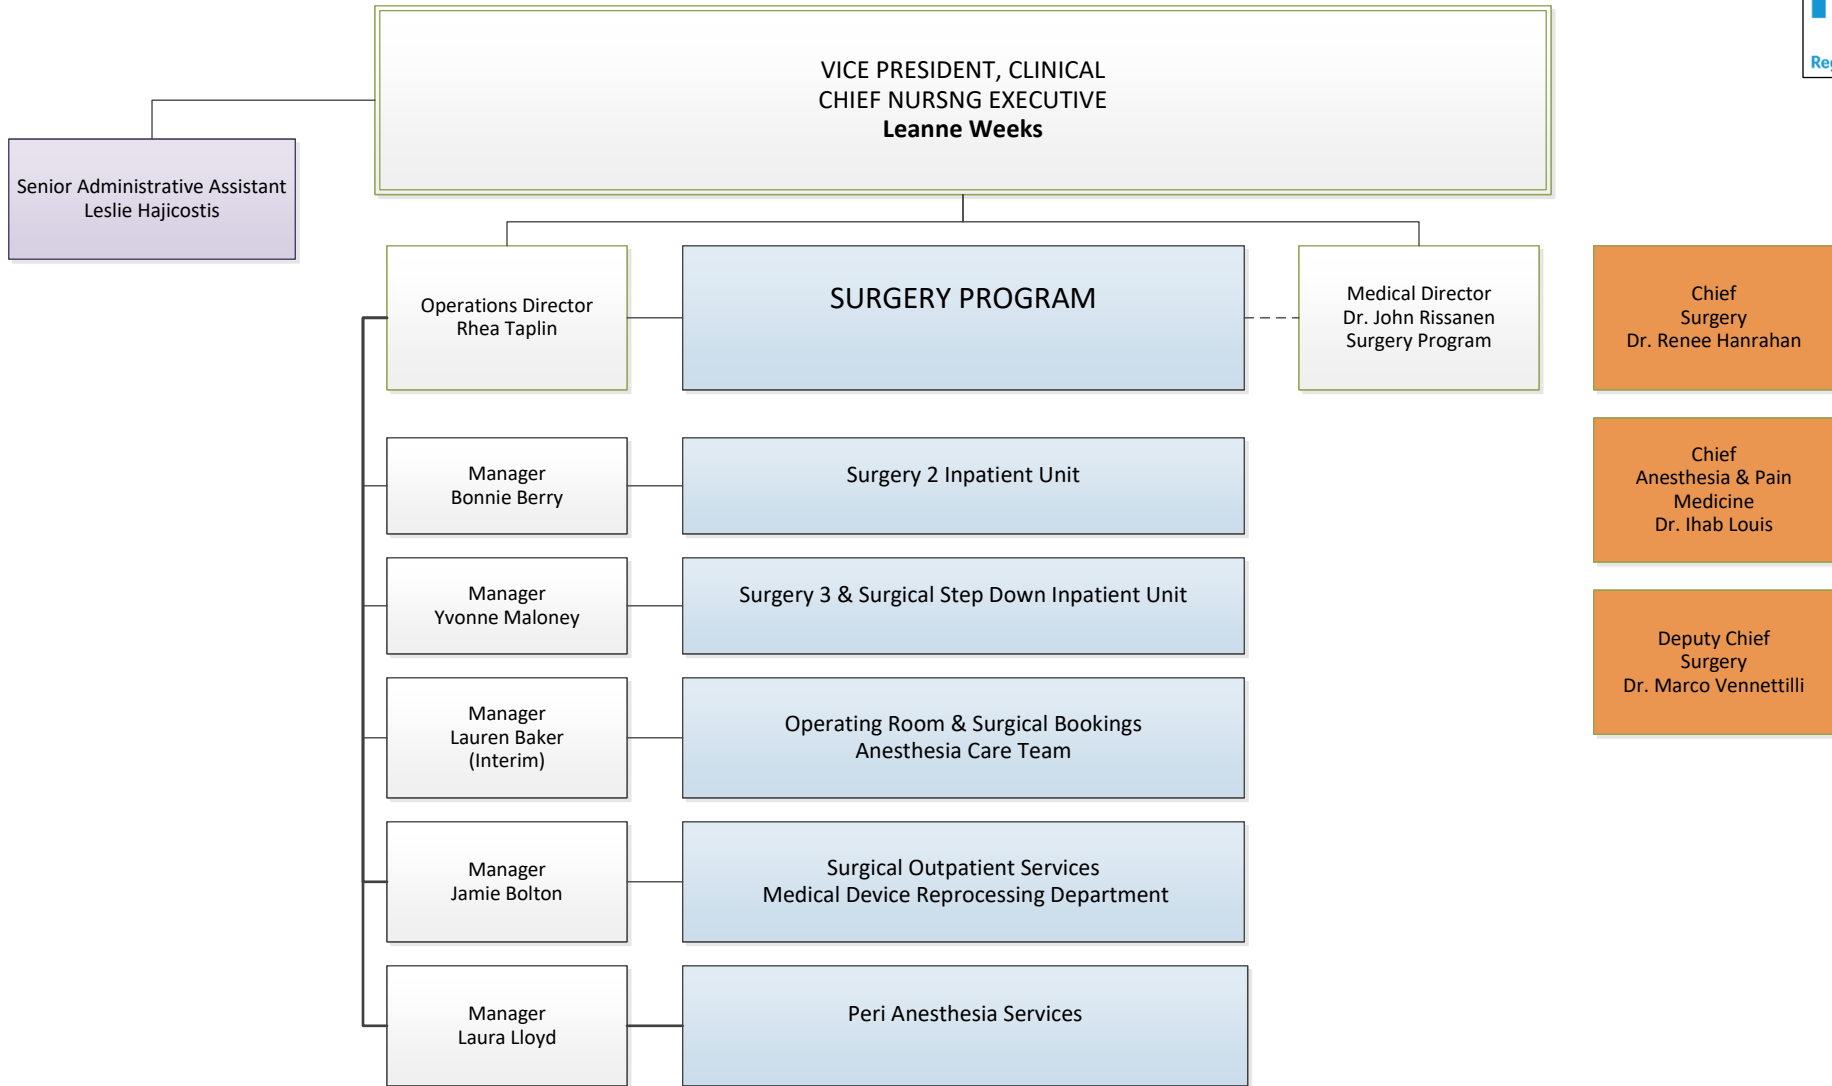 VICE PRESIDENT, CLINICAL
CHIEF NURSNG EXECUTIVE
Leanne Weeks
Senior Administrative Assistant
Leslie Hajicostis
Operations Director
Rhea Taplin
SURGERY PROGRAM
Medical Director
Dr. John Rissanen
Surgery Program
Chief
Surgery
Dr. Renee Hanrahan
Manager
Bonnie Berry
Surgery 2 Inpatient Unit
Chief
Anesthesia & Pain
Medicine
Dr. Ihab Louis
Manager
Yvonne Maloney
Surgery 3 & Surgical Step Down Inpatient Unit
Deputy Chief
Surgery
Dr. Marco Vennettilli
Manager
Lauren Baker
(Interim)
Operating Room & Surgical Bookings
Anesthesia Care Team
Manager
Jamie Bolton
Surgical Outpatient Services
Medical Device Reprocessing Department
Manager
Laura Lloyd
Peri Anesthesia Services